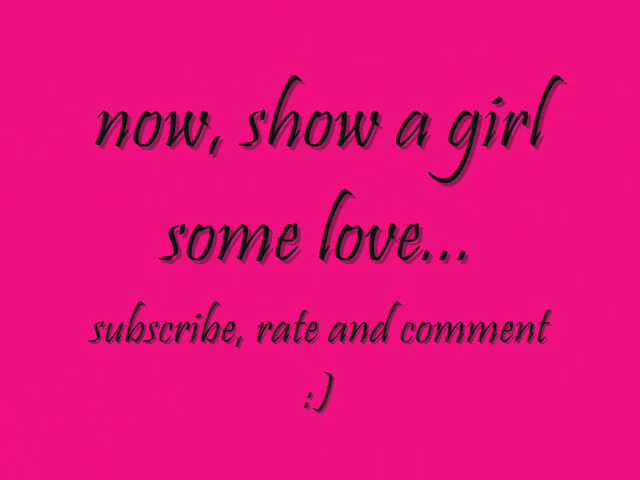 now, show a girl
some love...
subscribe, rate and comment
:)